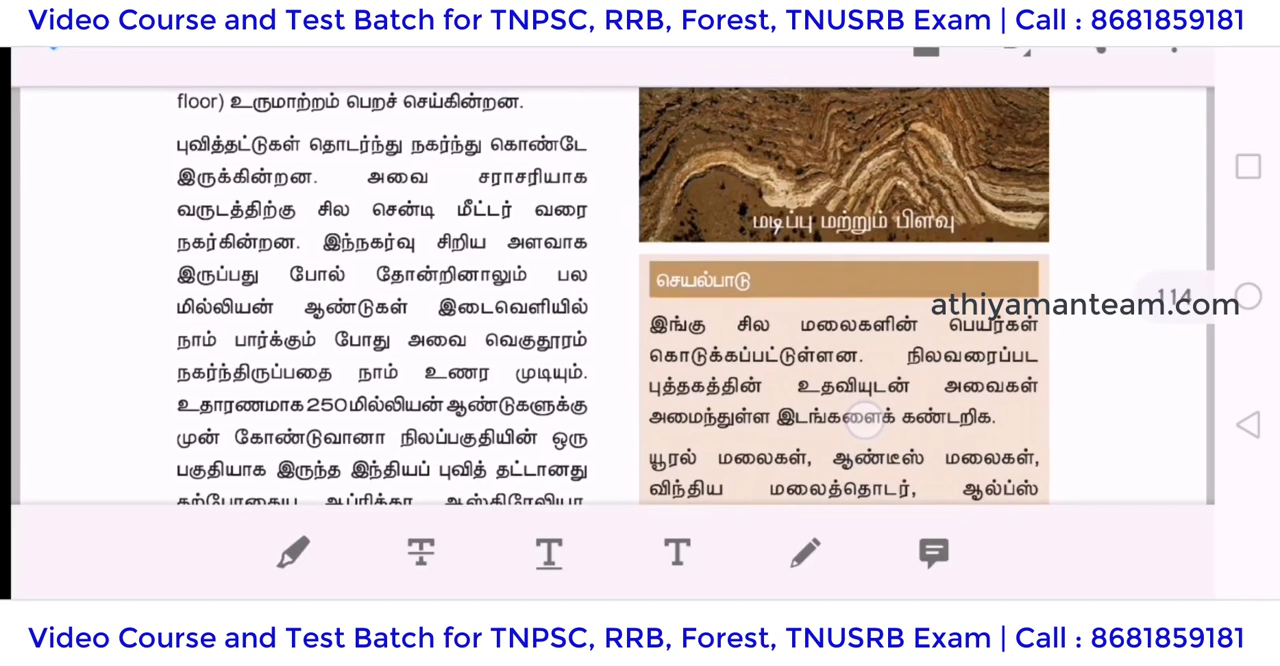 Video Course and Test Batch for TNPSC, RRB, Forest, TNUSRB Exam | Call : 8681859181
floor) உருமாற்றம் பெறச் செய்கின்றன.
புவித்தட்டுகள் தொடர்ந்து நகர்ந்து கொண்டே
இருக்கின்றன. அவை சராசரியாக
வருடத்திற்கு சில சென்டி மீட்டர் வரை
நகர்கின்றன. இந்நகர்வு சிறிய அளவாக
இருப்பது போல் தோன்றினாலும் பல
மில்லியன் ஆண்டுகள் இடைவெளியில்
நாம் பார்க்கும் போது அவை வெகுதூரம்
நகர்ந்திருப்பதை நாம் உணர முடியும்.
உதாரணமாக 250 மில்லியன் ஆண்டுகளுக்கு
முன் கோண்டுவானா நிலப்பகுதியின் ஒரு
பகுதியாக இருந்த இந்தியப் புவித் தட்டானது
தற்போதைய ஆப்ரிக்கா, ஆஸ்திரேலியா,
மடிப்பு மற்றும் பிளவு
செயல்பாடு
114
athiyamanteam.com
இங்கு சில மலைகளின் பெயர்கள்
கொடுக்கப்பட்டுள்ளன. நிலவரைப்பட
புத்தகத்தின் உதவியுடன் அவைகள்
அமைந்துள்ள இடங்களைக் கண்டறிக.
யூரல் மலைகள், ஆண்டீஸ் மலைகள்,
விந்திய மலைத்தொடர், ஆல்ப்ஸ்
Video Course and Test Batch for TNPSC, RRB, Forest, TNUSRB Exam | Call : 8681859181